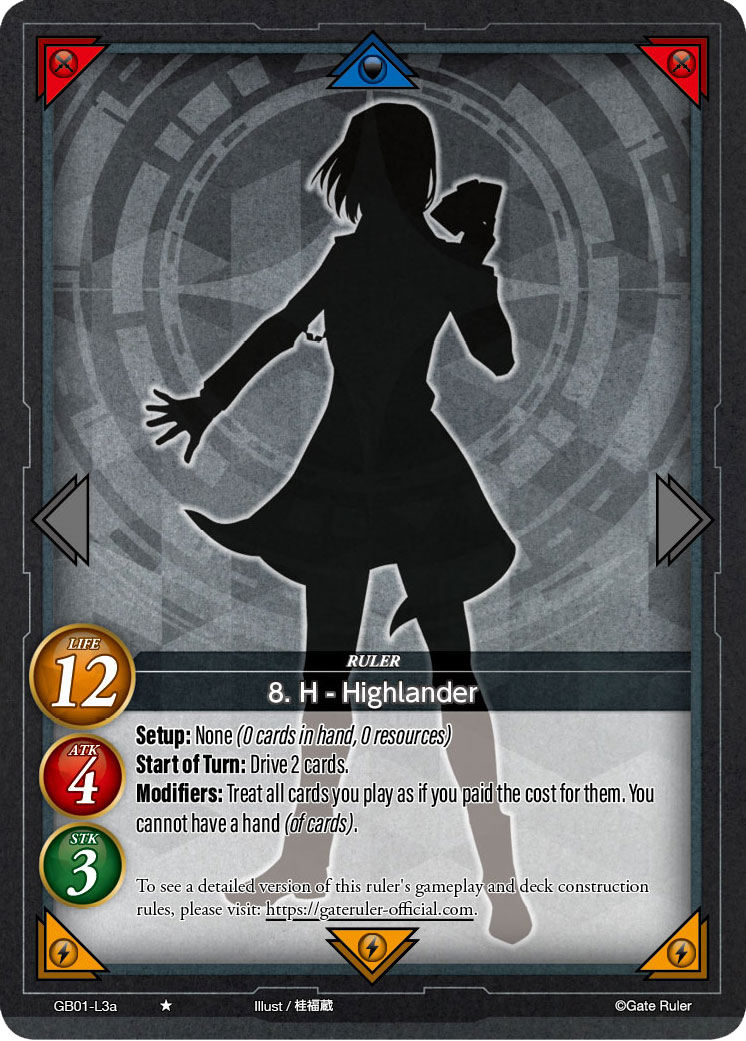 RULER
8. H - Highlander
LIFE
12
ATK
4
STK
3
Setup: None (0 cards in hand, 0 resources)
Start of Turn: Drive 2 cards.
Modifiers: Treat all cards you play as if you paid the cost for them. You
cannot have a hand (of cards).
To see a detailed version of this ruler's gameplay and deck construction
rules, please visit: https://gateruler-official.com.
GB01-L3a ★ Illust / 桂福蔵 ©Gate Ruler